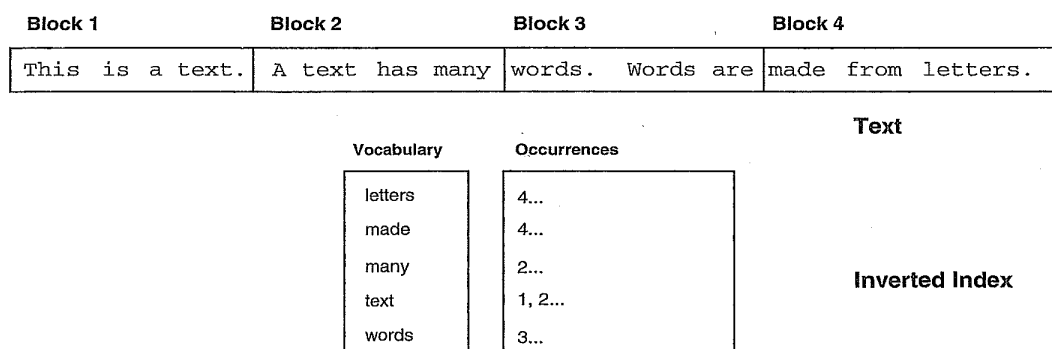 Block 1 Block 2 Block 3 Block 4
This is a text. A text has many words. Words are made from letters.
Text
Vocabulary Occurrences
letters 4...
made 4...
many 2...
Inverted Index
text 1, 2...
words 3...